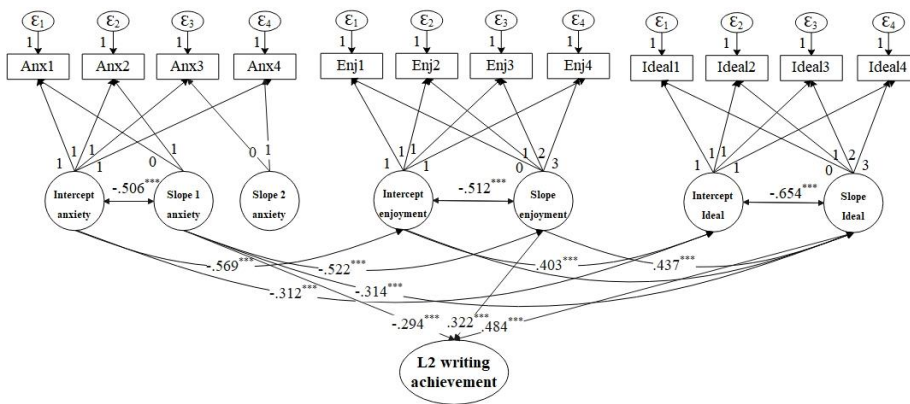 ε1 ε2 ε3 ε4 ε1 ε2 ε3 ε4 ε1 ε2 ε3 ε4
1 1 1 1 1 1 1 1 1 1 1 1
Anx1 Anx2 Anx3 Anx4 Enj1 Enj2 Enj3 Enj4 Ideal1 Ideal2 Ideal3 Ideal4
1 1 1 1 0 1 0 1 1 1 1 1 0 1 2 3 1 1 1 1 0 1 2 3
Intercept anxiety
-.506***
Slope 1 anxiety
Slope 2 anxiety
Intercept enjoyment
-.512***
Slope enjoyment
Intercept Ideal
-.654***
Slope Ideal
-.569*** -.522*** .403*** .437***
-.312*** -.314***
-.294*** .322*** .484***
L2 writing
achievement